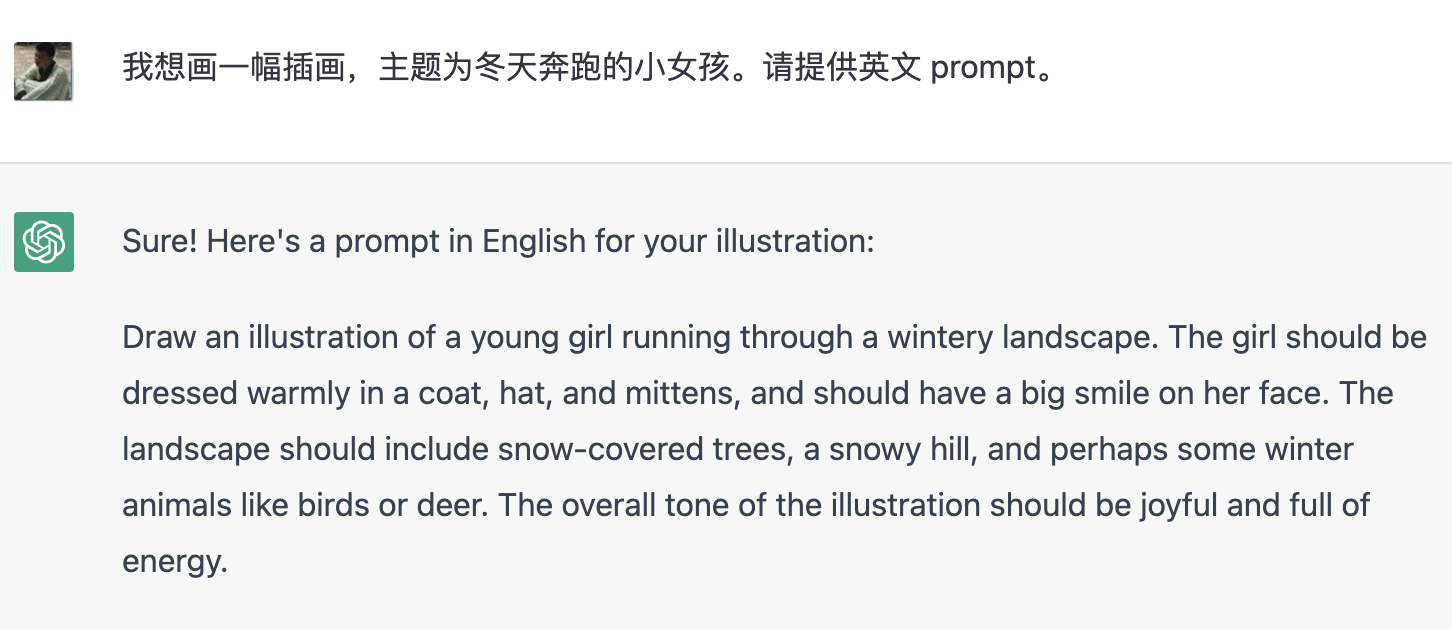 我想画一幅插画，主题为冬天奔跑的小女孩。请提供英文 prompt。
Sure! Here's a prompt in English for your illustration:
Draw an illustration of a young girl running through a wintery landscape. The girl should be
dressed warmly in a coat, hat, and mittens, and should have a big smile on her face. The
landscape should include snow-covered trees, a snowy hill, and perhaps some winter
animals like birds or deer. The overall tone of the illustration should be joyful and full of
energy.